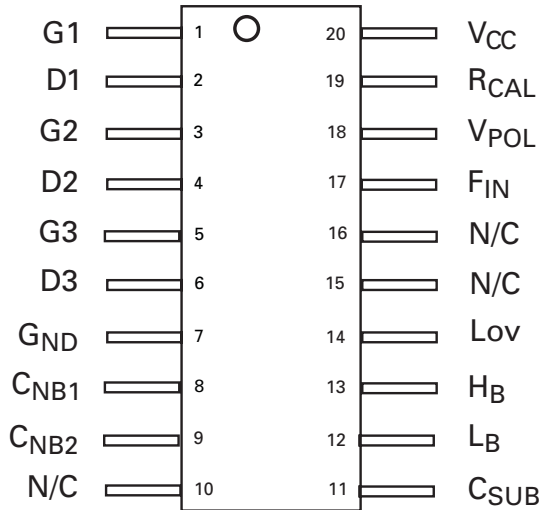 G1 1 20 VCC
D1 2 19 RCAL
G2 3 18 VPOL
D2 4 17 FIN
G3 5 16 N/C
D3 6 15 N/C
GND 7 14 Lov
CNB1 8 13 HB
CNB2 9 12 LB
N/C 10 11 CSUB